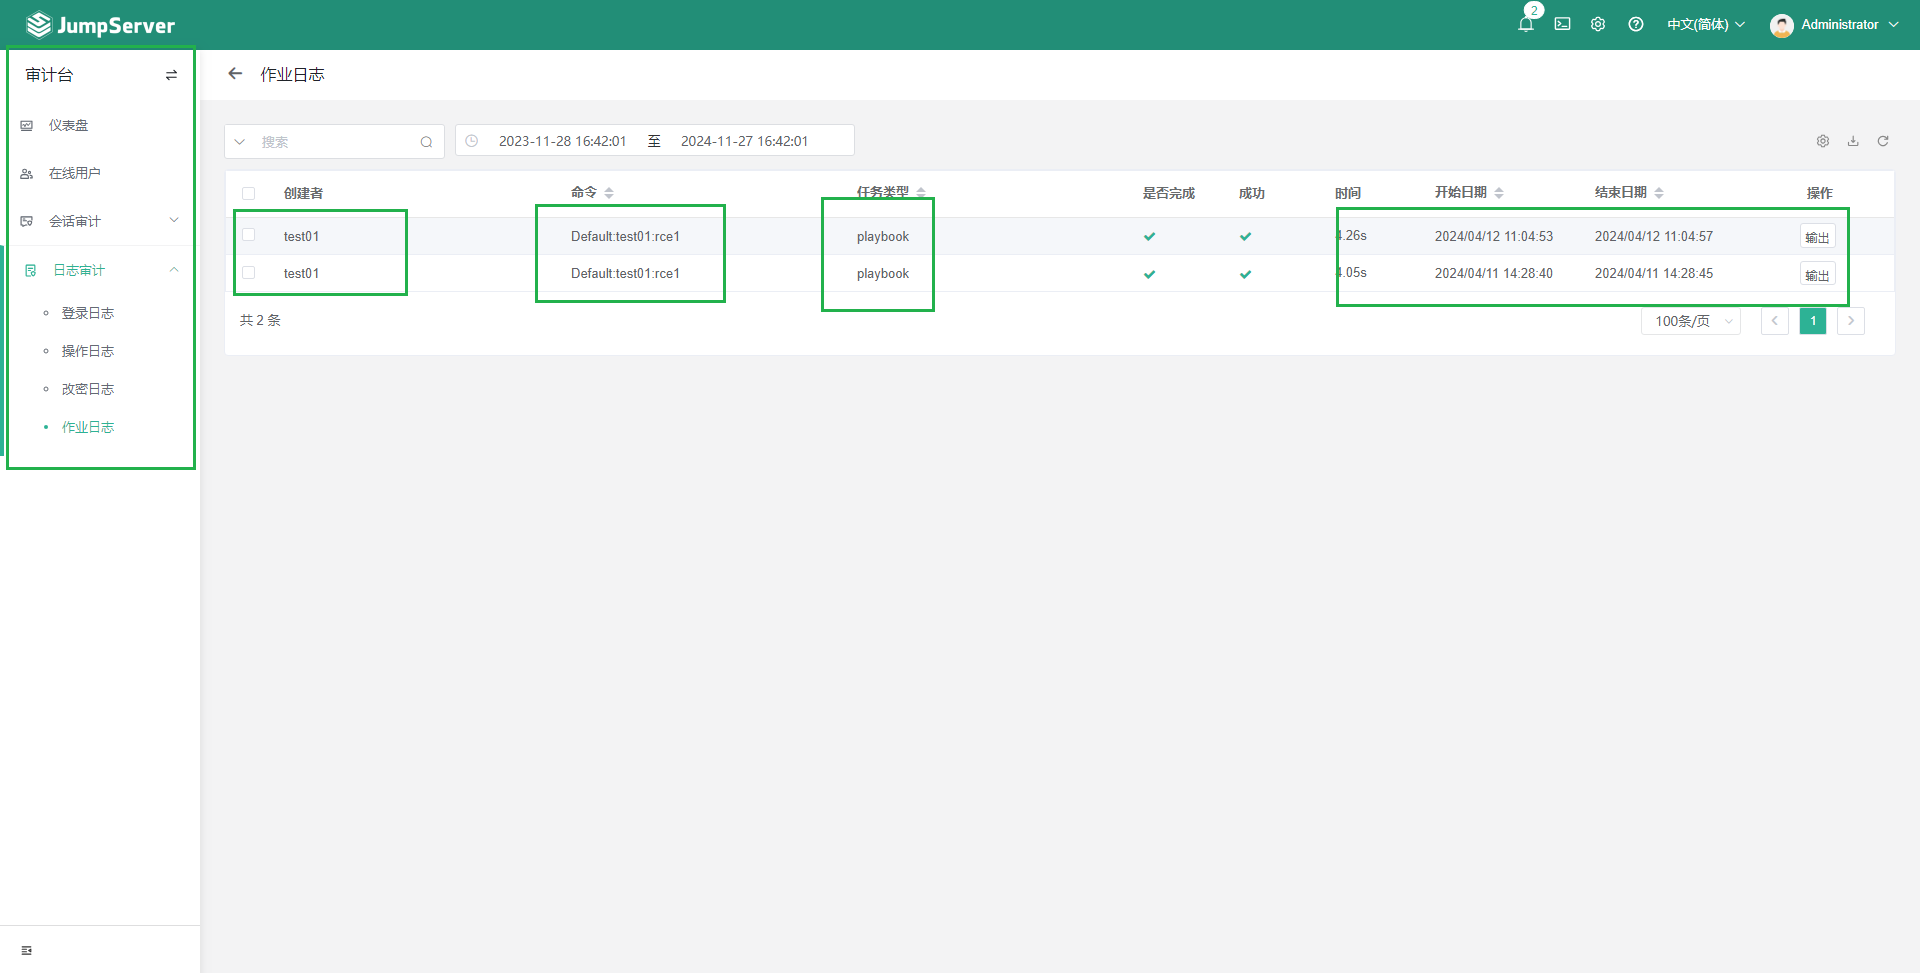 JumpServer
2
中文(简体)
Administrator
审计台
作业日志
仪表盘
在线用户
会话审计
日志审计
登录日志
操作日志
改密日志
作业日志
搜索
2023-11-28 16:42:01 至 2024-11-27 16:42:01
创建者 命令 任务类型 是否完成 成功 时间 开始日期 结束日期 操作
test01 Default:test01:rce1 playbook 4.26s 2024/04/12 11:04:53 2024/04/12 11:04:57 输出
test01 Default:test01:rce1 playbook 4.05s 2024/04/11 14:28:40 2024/04/11 14:28:45 输出
共 2 条
100条/页
1